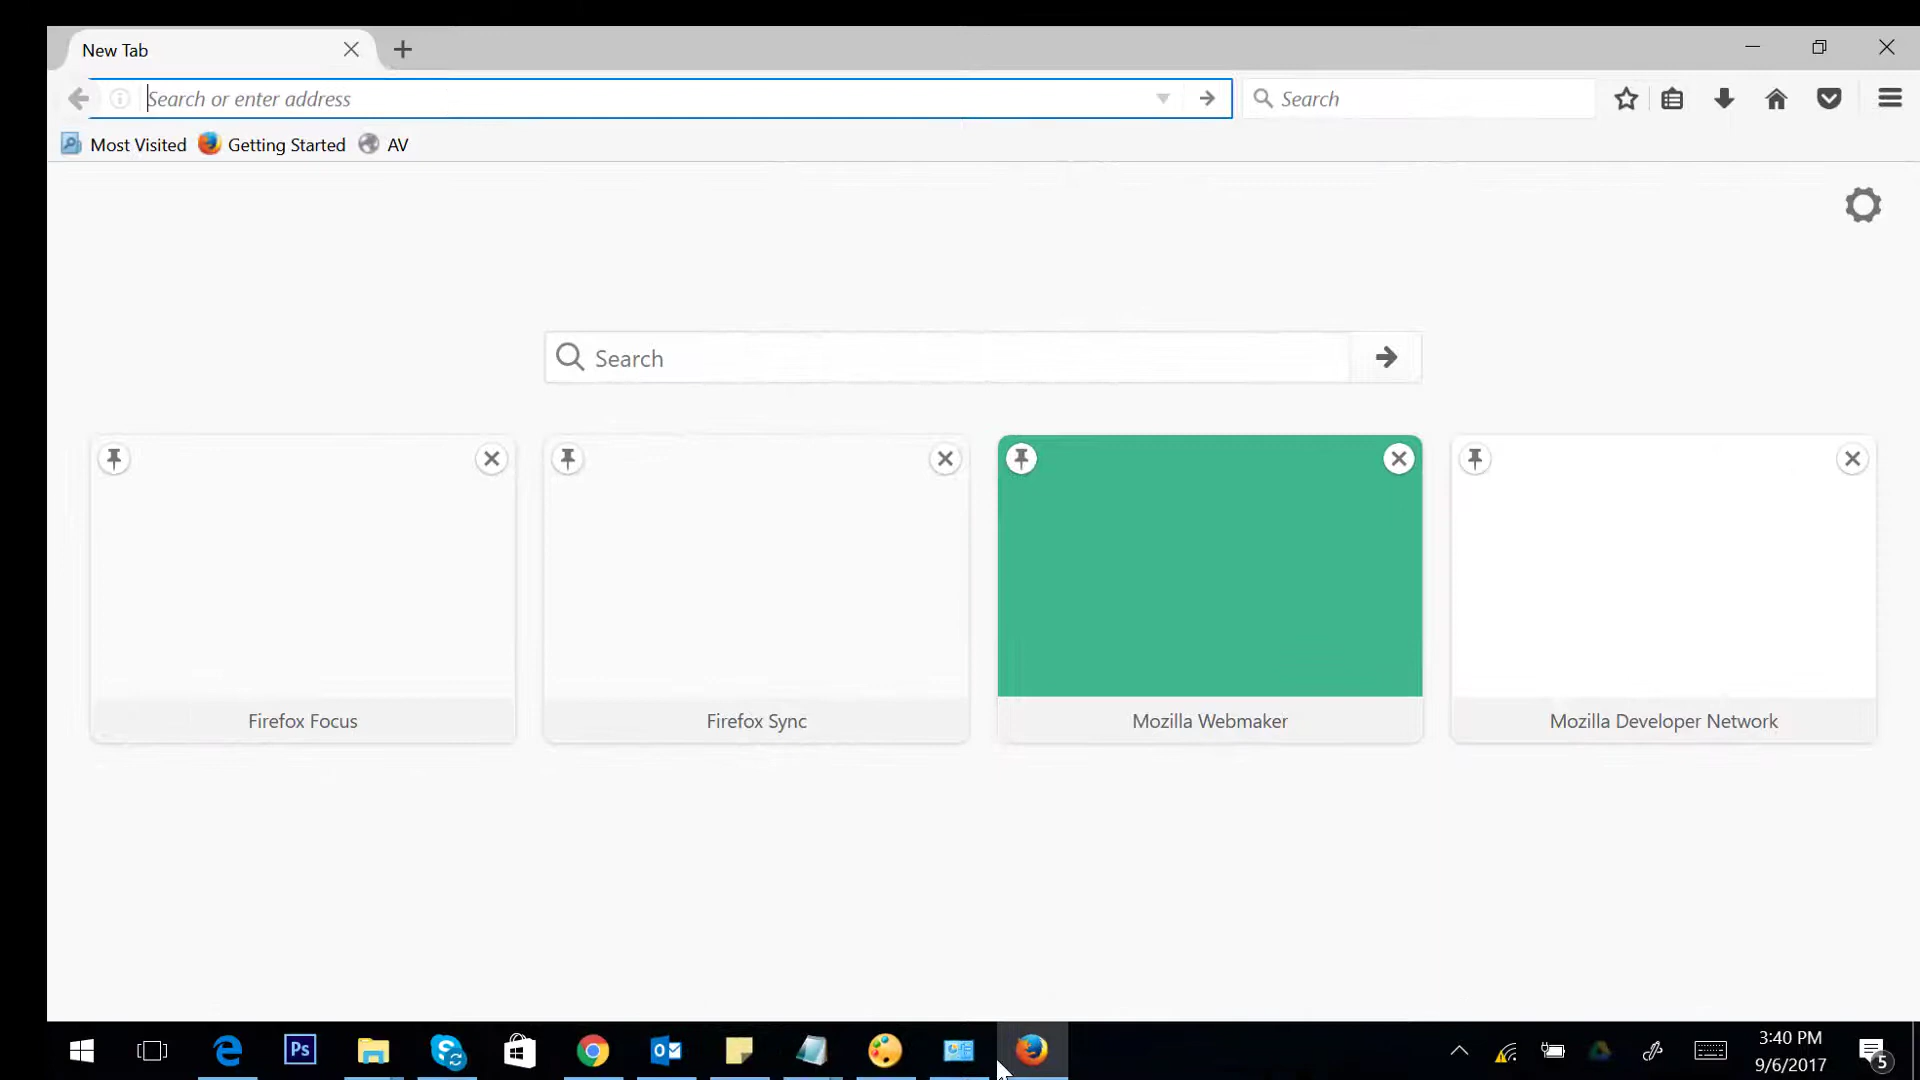 New Tab
Search or enter address
Search
Most Visited
Getting Started
AV
Search
Firefox Focus
Firefox Sync
Mozilla Webmaker
Mozilla Developer Network
Ps
3:40 PM
9/6/2017
5